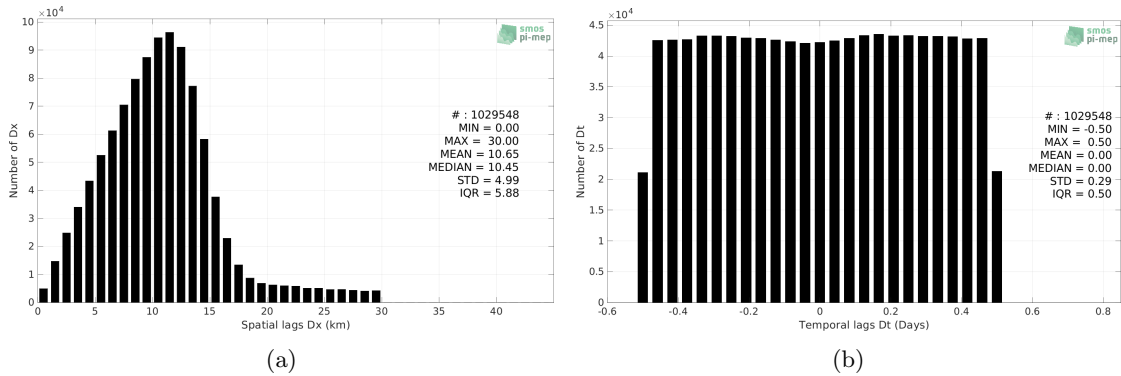 ×10⁴
10
9
8
7
6
5
4
3
2
1
0
Number of Dx
0 5 10 15 20 25 30 35 40
Spatial lags Dx (km)
smos
pi-mep
# : 1029548
MIN = 0.00
MAX = 30.00
MEAN = 10.65
MEDIAN = 10.45
STD = 4.99
IQR = 5.88
(a)
×10⁴
4.5
4
3.5
3
2.5
2
1.5
1
0.5
0
Number of Dt
-0.6 -0.4 -0.2 0 0.2 0.4 0.6 0.8
Temporal lags Dt (Days)
smos
pi-mep
# : 1029548
MIN = -0.50
MAX = 0.50
MEAN = 0.00
MEDIAN = 0.00
STD = 0.29
IQR = 0.50
(b)